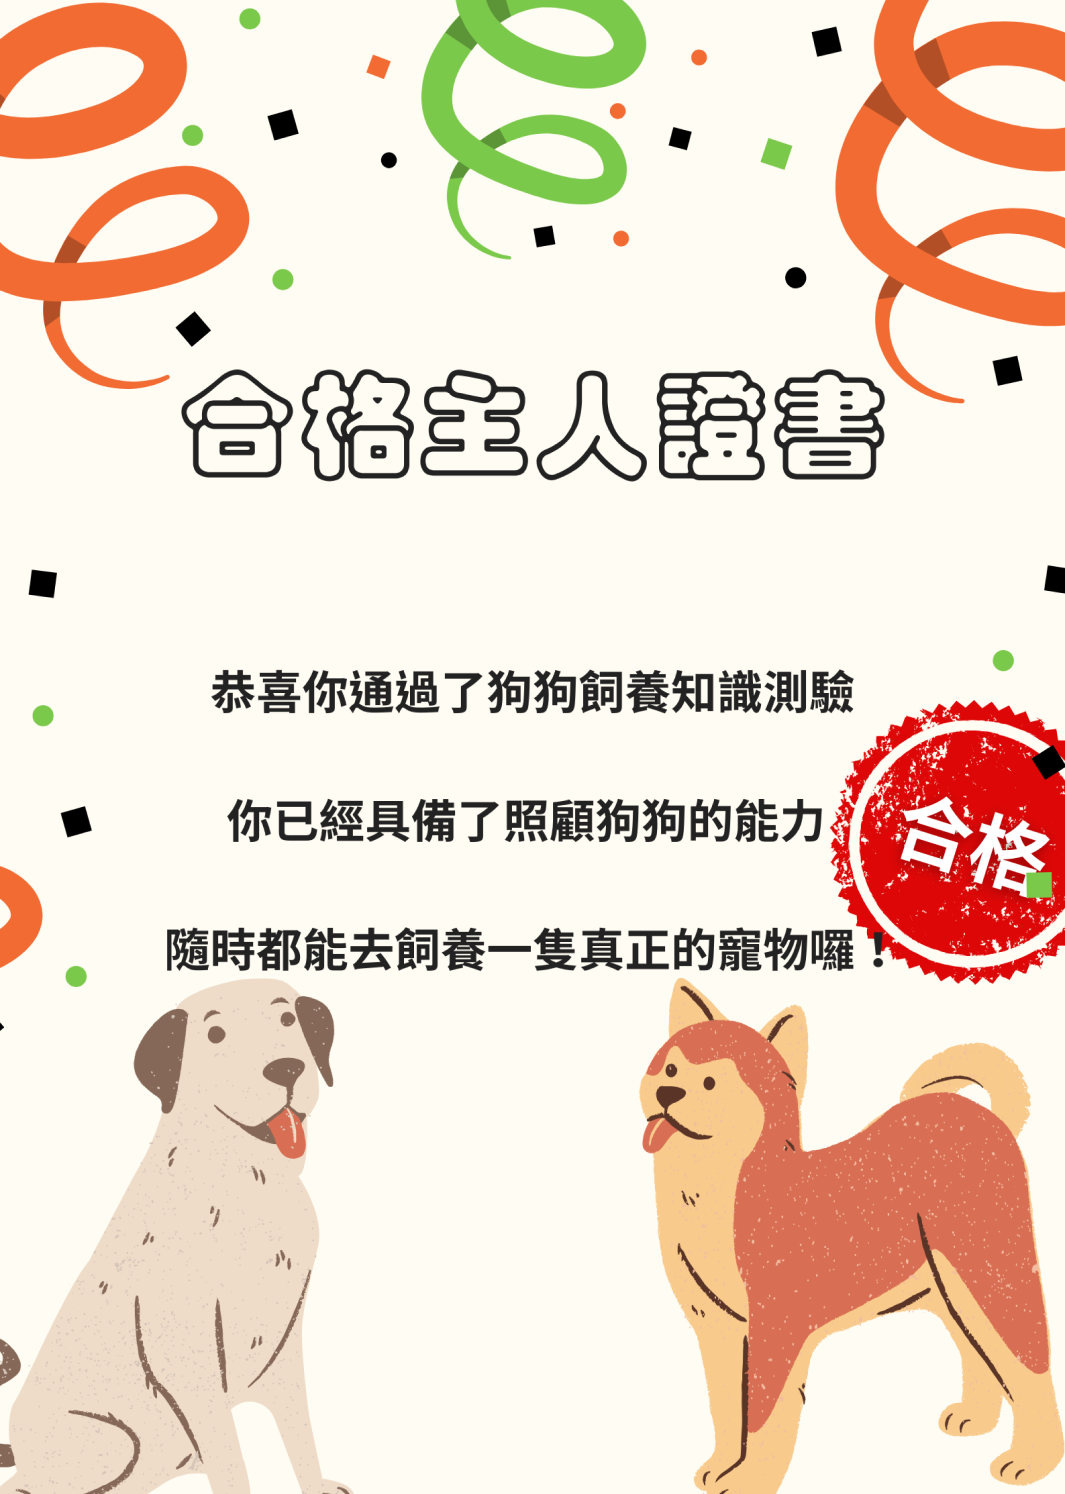 合格主人證書
恭喜你通過了狗狗飼養知識測驗
你已經具備了照顧狗狗的能力
合格
隨時都能去飼養一隻真正的寵物囉！